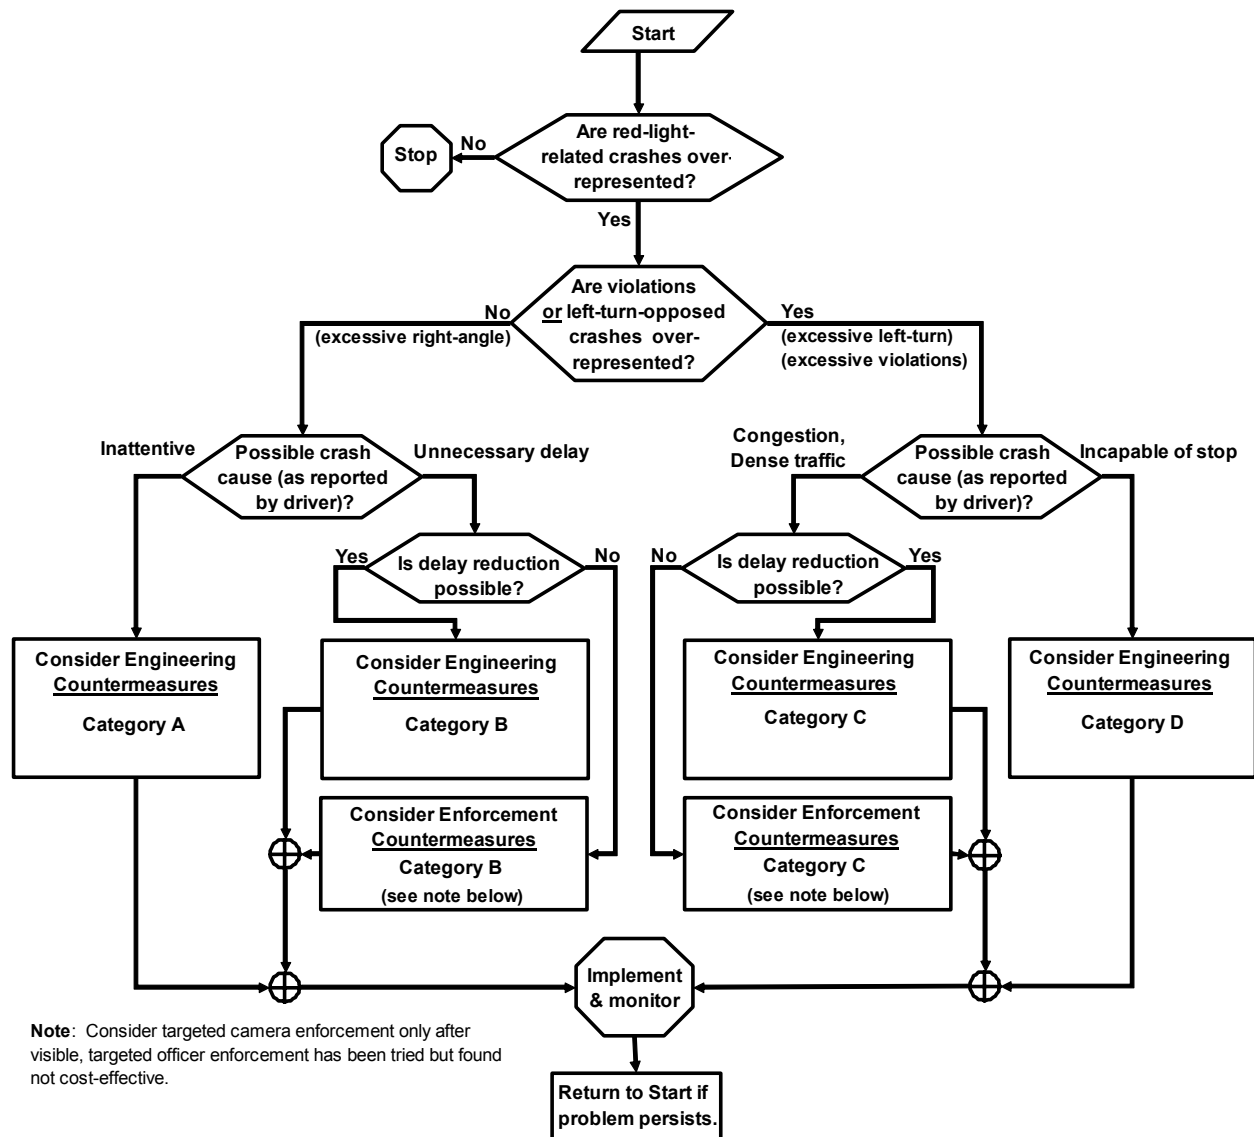 Start
Are red-light-
related crashes over-
represented?
No
Stop
Yes
Are violations
or left-turn-opposed
crashes over-
represented?
No
(excessive right-angle)
Yes
(excessive left-turn)
(excessive violations)
Inattentive
Possible crash
cause (as reported
by driver)?
Unnecessary delay
Congestion,
Dense traffic
Possible crash
cause (as reported
by driver)?
Incapable of stop
Yes
Is delay reduction
possible?
No
No
Is delay reduction
possible?
Yes
Consider Engineering
Countermeasures
Category A
Consider Engineering
Countermeasures
Category B
Consider Engineering
Countermeasures
Category C
Consider Engineering
Countermeasures
Category D
Consider Enforcement
Countermeasures
Category B
(see note below)
Consider Enforcement
Countermeasures
Category C
(see note below)
Implement
& monitor
Note: Consider targeted camera enforcement only after
visible, targeted officer enforcement has been tried but found
not cost-effective.
Return to Start if
problem persists.